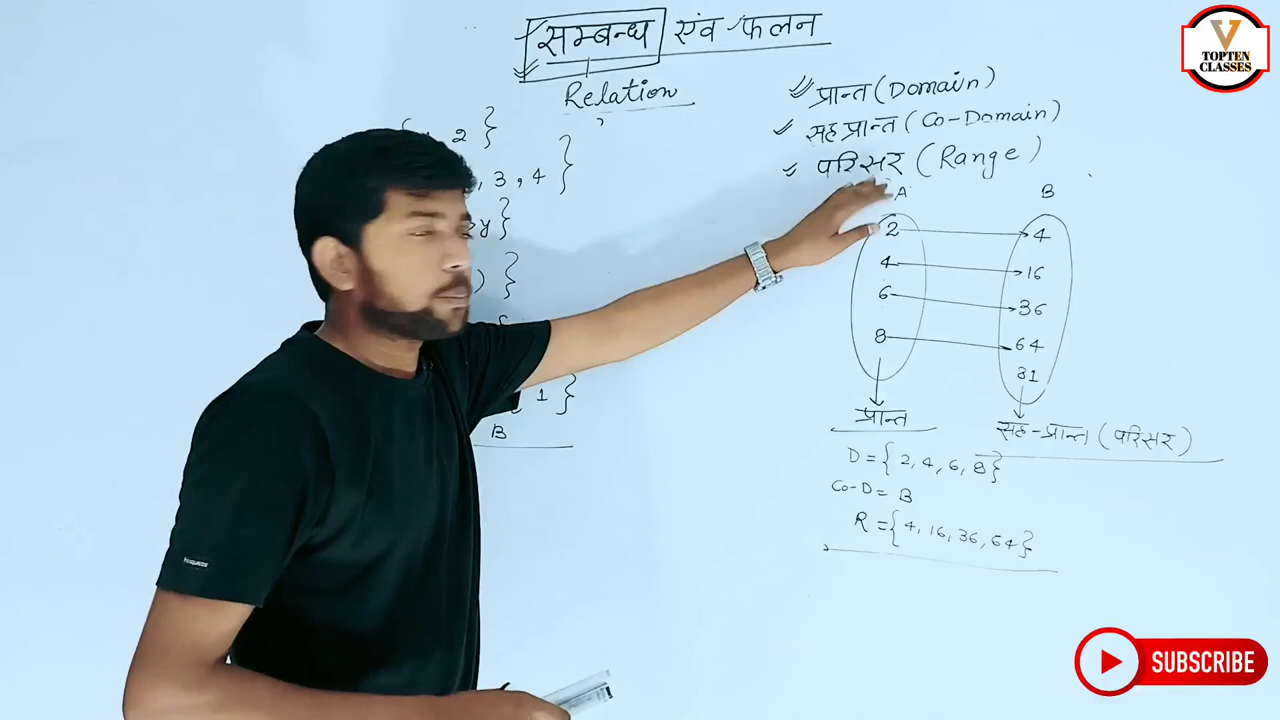 सम्बन्ध एंव फलन
Relation
2 }
, 3, 4 }
}
) }
, 1 }
B
प्रान्त (Domain)
सह प्रान्त (Co-Domain)
परिसर (Range)
A B
2 4
4 16
6 36
8 64
81
प्रान्त
सह-प्रान्त (परिसर)
D = { 2, 4, 6, 8 }
Co-D = B
R = { 4, 16, 36, 64 }
V
TOPTEN
CLASSES
SUBSCRIBE